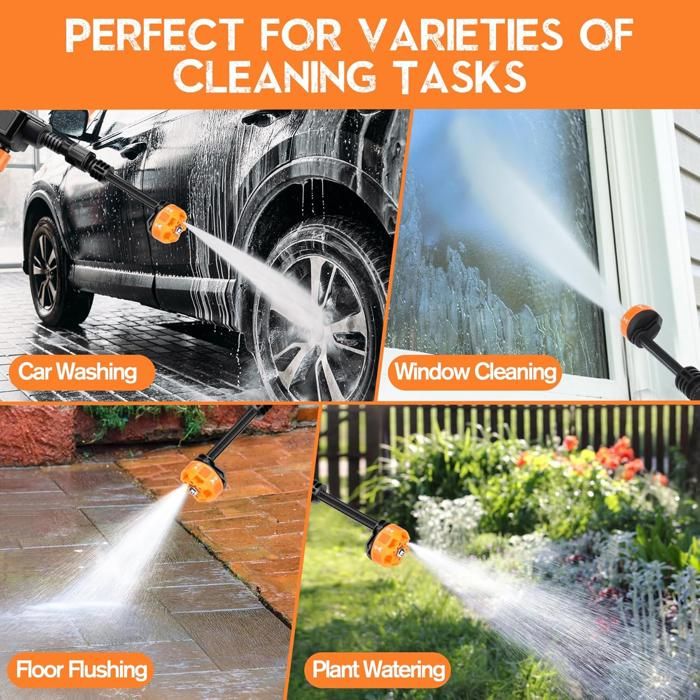 PERFECT FOR VARIETIES OF
CLEANING TASKS
Car Washing
Window Cleaning
Floor Flushing
Plant Watering